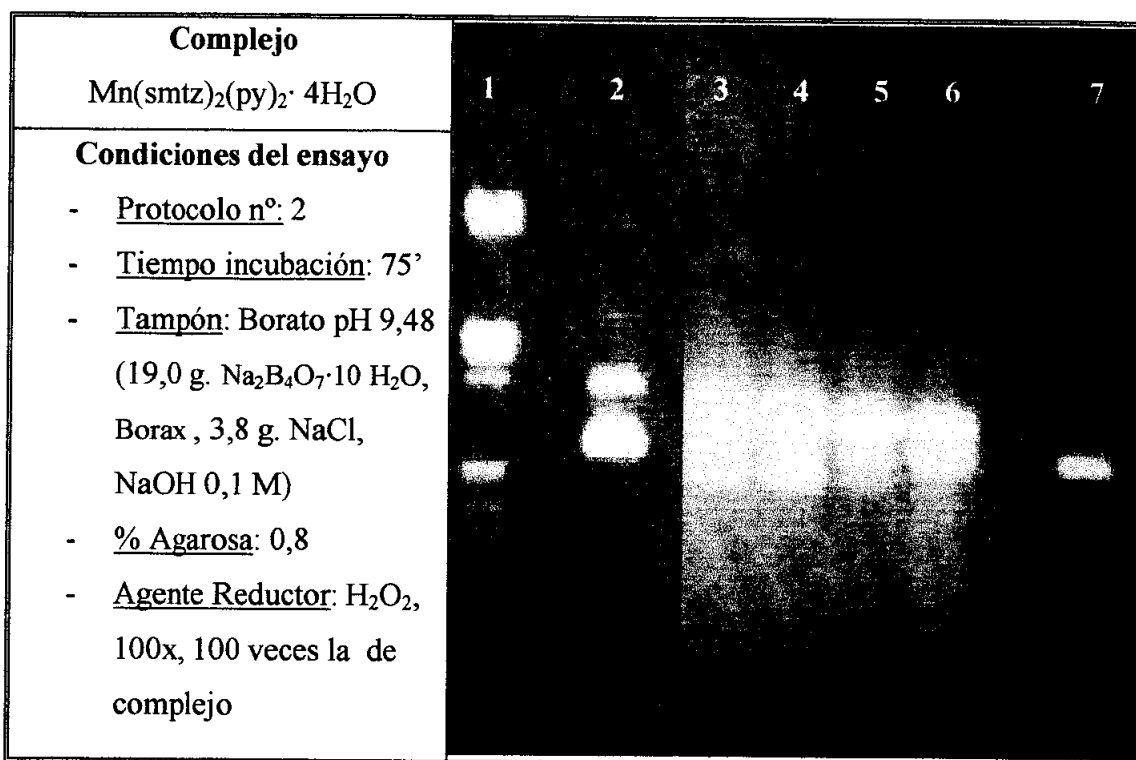 Complejo
Mn(smtz)₂(py)₂· 4H₂O
Condiciones del ensayo
- Protocolo nº: 2
- Tiempo incubación: 75’
- Tampón: Borato pH 9,48
(19,0 g. Na₂B₄O₇·10 H₂O,
Borax , 3,8 g. NaCl,
NaOH 0,1 M)
- % Agarosa: 0,8
- Agente Reductor: H₂O₂,
100x, 100 veces la de
complejo
1 2 3 4 5 6 7